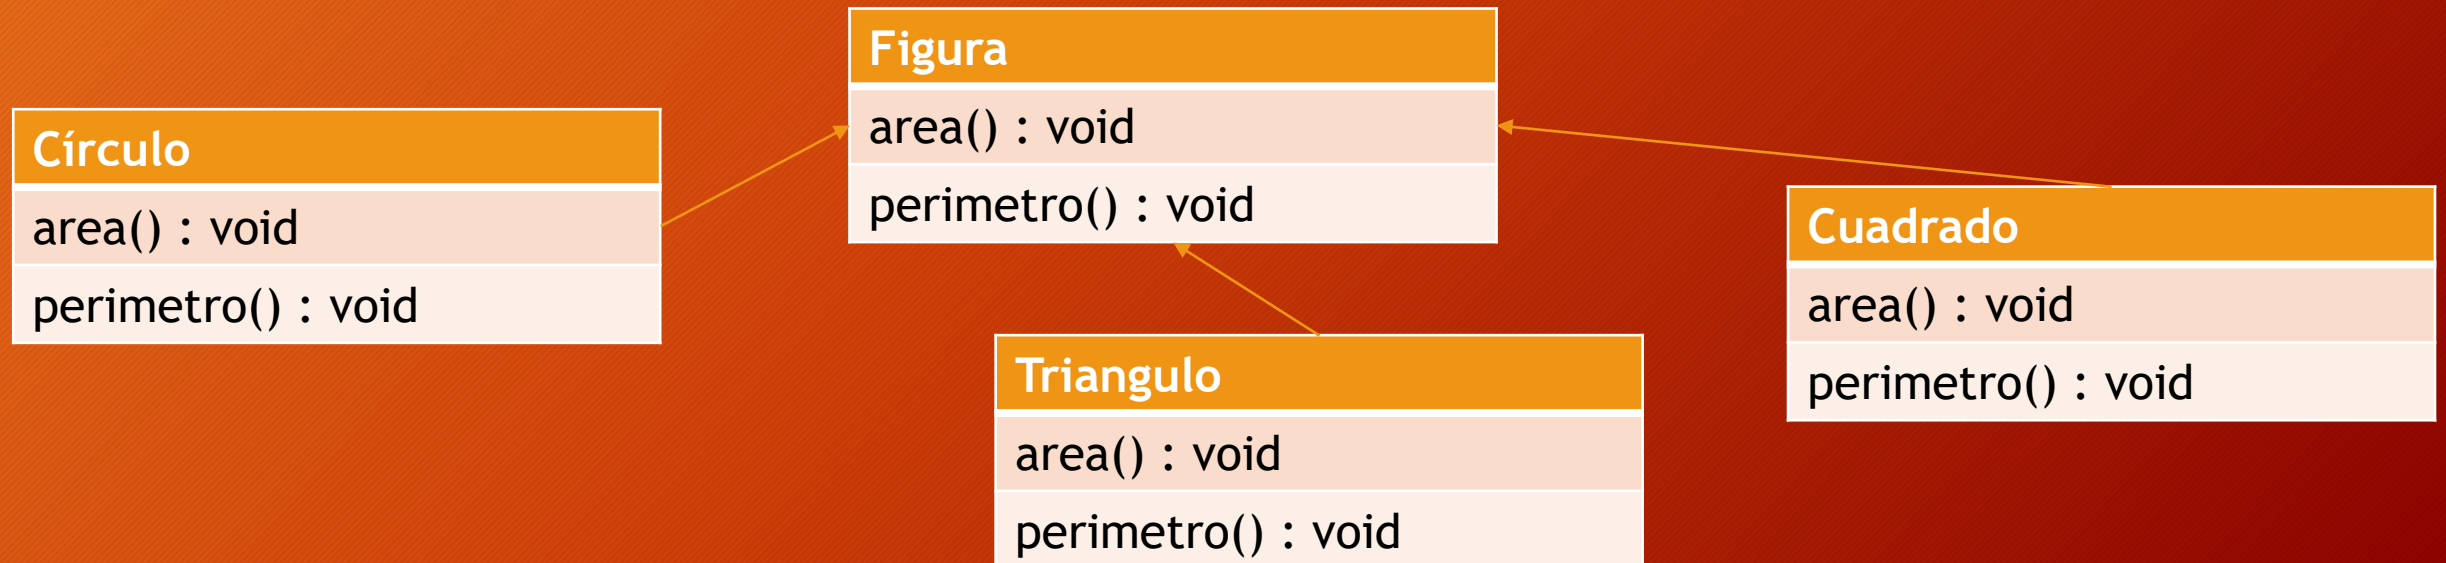 Figura
area() : void
perimetro() : void
Círculo
area() : void
perimetro() : void
Cuadrado
area() : void
perimetro() : void
Triangulo
area() : void
perimetro() : void